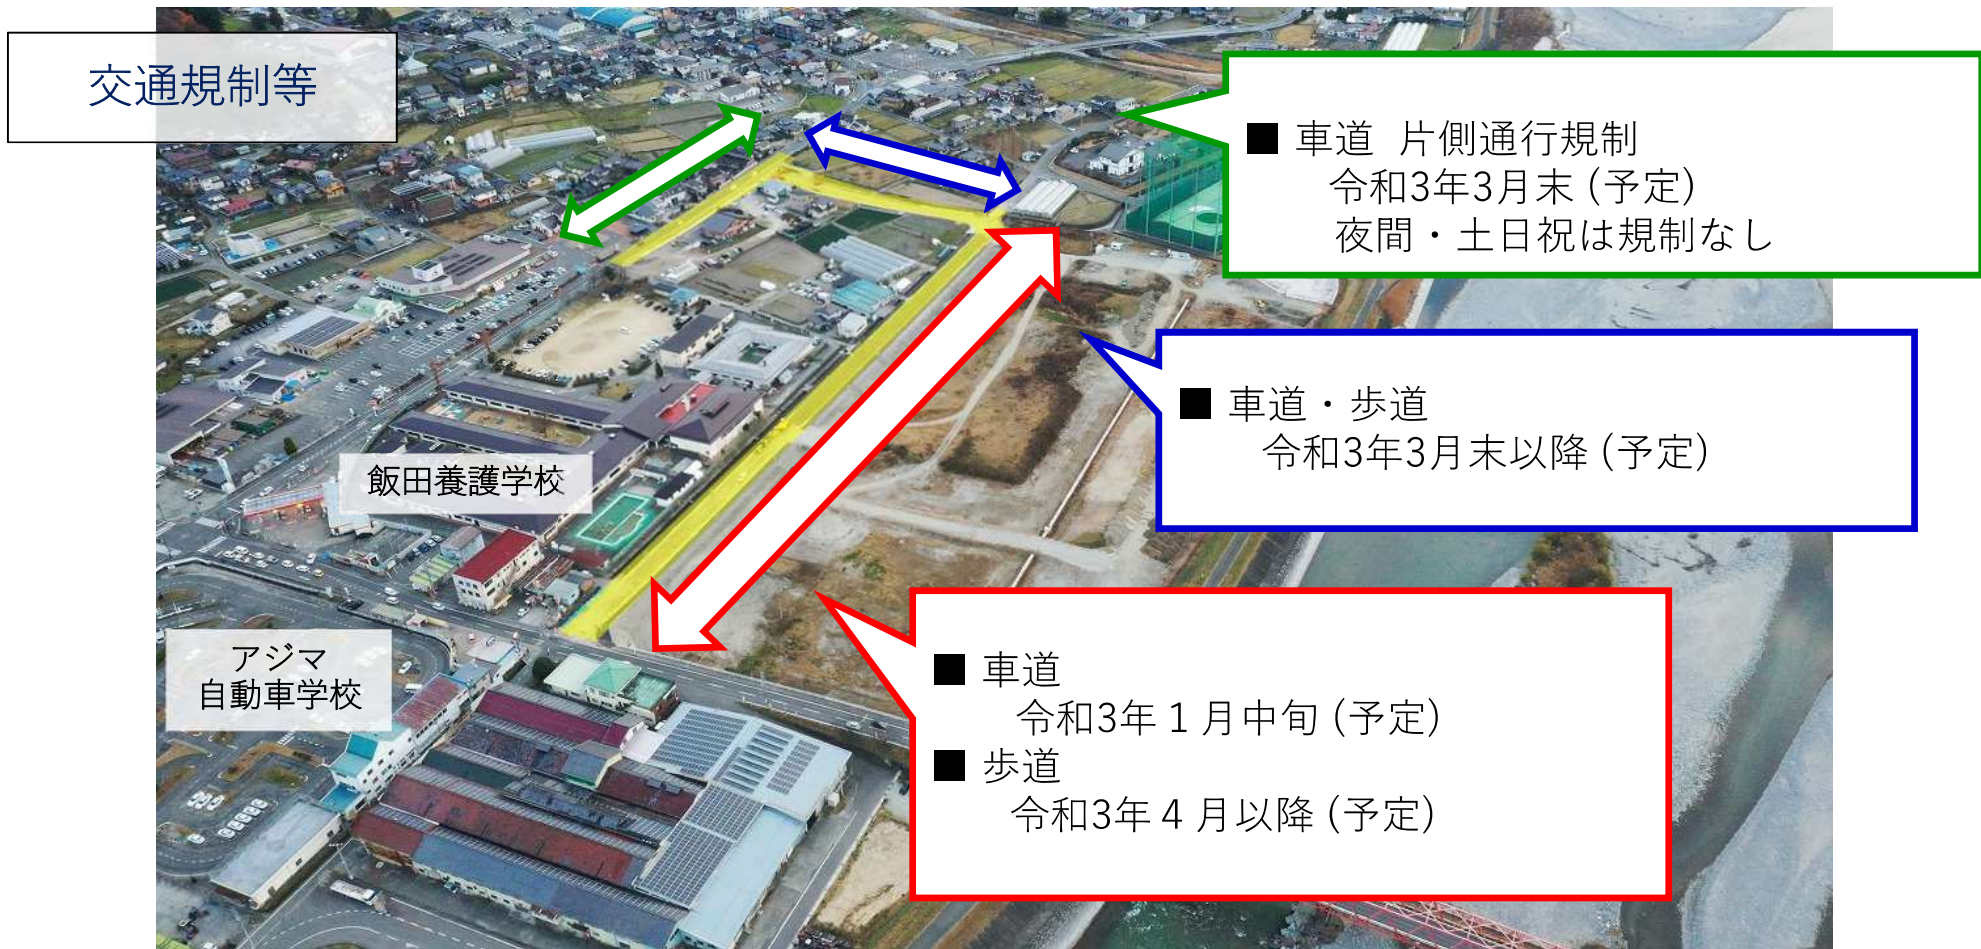 交通規制等
■ 車道 片側通行規制
令和3年3月末 (予定)
夜間・土日祝は規制なし
■ 車道・歩道
令和3年3月末以降 (予定)
飯田養護学校
アジマ
自動車学校
■ 車道
令和3年１月中旬 (予定)
■ 歩道
令和3年４月以降 (予定)